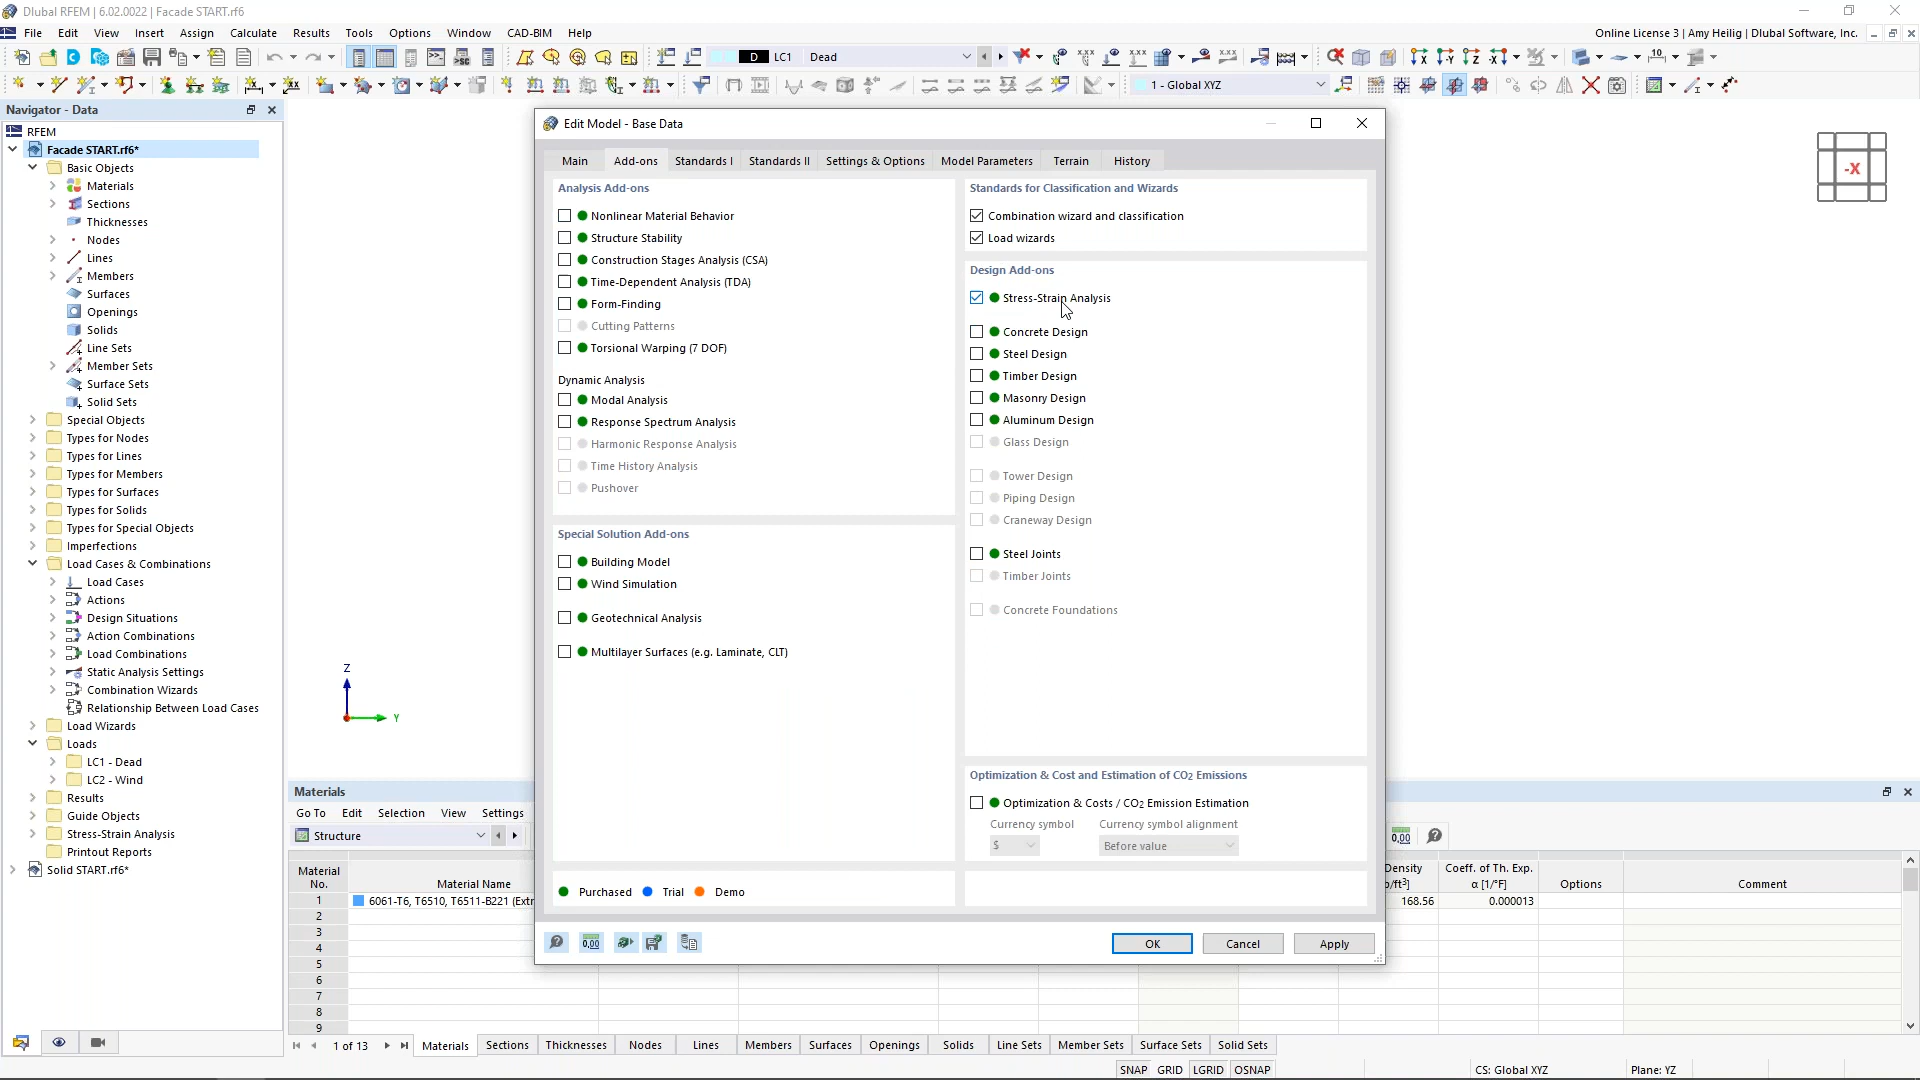 Dlubal RFEM | 6.02.0022 | Facade START.rf6
File Edit View Insert Assign Calculate Results Tools Options Window CAD-BIM Help
Online License 3 | Amy Heilig | Dlubal Software, Inc.
D LC1 Dead
1 - Global XYZ
Navigator - Data
RFEM
Facade START.rf6*
Basic Objects
Materials
Sections
Thicknesses
Nodes
Lines
Members
Surfaces
Openings
Solids
Line Sets
Member Sets
Surface Sets
Solid Sets
Special Objects
Types for Nodes
Types for Lines
Types for Members
Types for Surfaces
Types for Solids
Types for Special Objects
Imperfections
Load Cases & Combinations
Load Cases
Actions
Design Situations
Action Combinations
Load Combinations
Static Analysis Settings
Combination Wizards
Relationship Between Load Cases
Load Wizards
Loads
LC1 - Dead
LC2 - Wind
Results
Guide Objects
Stress-Strain Analysis
Printout Reports
Solid START.rf6*
Z
Y
-X
Edit Model - Base Data
Main Add-ons Standards I Standards II Settings & Options Model Parameters Terrain History
Analysis Add-ons
Nonlinear Material Behavior
Structure Stability
Construction Stages Analysis (CSA)
Time-Dependent Analysis (TDA)
Form-Finding
Cutting Patterns
Torsional Warping (7 DOF)
Dynamic Analysis
Modal Analysis
Response Spectrum Analysis
Harmonic Response Analysis
Time History Analysis
Pushover
Special Solution Add-ons
Building Model
Wind Simulation
Geotechnical Analysis
Multilayer Surfaces (e.g. Laminate, CLT)
Standards for Classification and Wizards
Combination wizard and classification
Load wizards
Design Add-ons
Stress-Strain Analysis
Concrete Design
Steel Design
Timber Design
Masonry Design
Aluminum Design
Glass Design
Tower Design
Piping Design
Craneway Design
Steel Joints
Timber Joints
Concrete Foundations
Optimization & Cost and Estimation of CO2 Emissions
Optimization & Costs / CO2 Emission Estimation
Currency symbol Currency symbol alignment
$ Before value
Purchased Trial Demo
OK Cancel Apply
Materials
Go To Edit Selection View Settings
Structure
0,00
Material No. Material Name Density Coeff. of Th. Exp. α [1/°F] Options Comment
1 6061-T6, T6510, T6511-B221 (Extr 168.56 0.000013
2
3
4
5
6
7
8
9
1 of 13 Materials Sections Thicknesses Nodes Lines Members Surfaces Openings Solids Line Sets Member Sets Surface Sets Solid Sets
SNAP GRID LGRID OSNAP CS: Global XYZ Plane: YZ